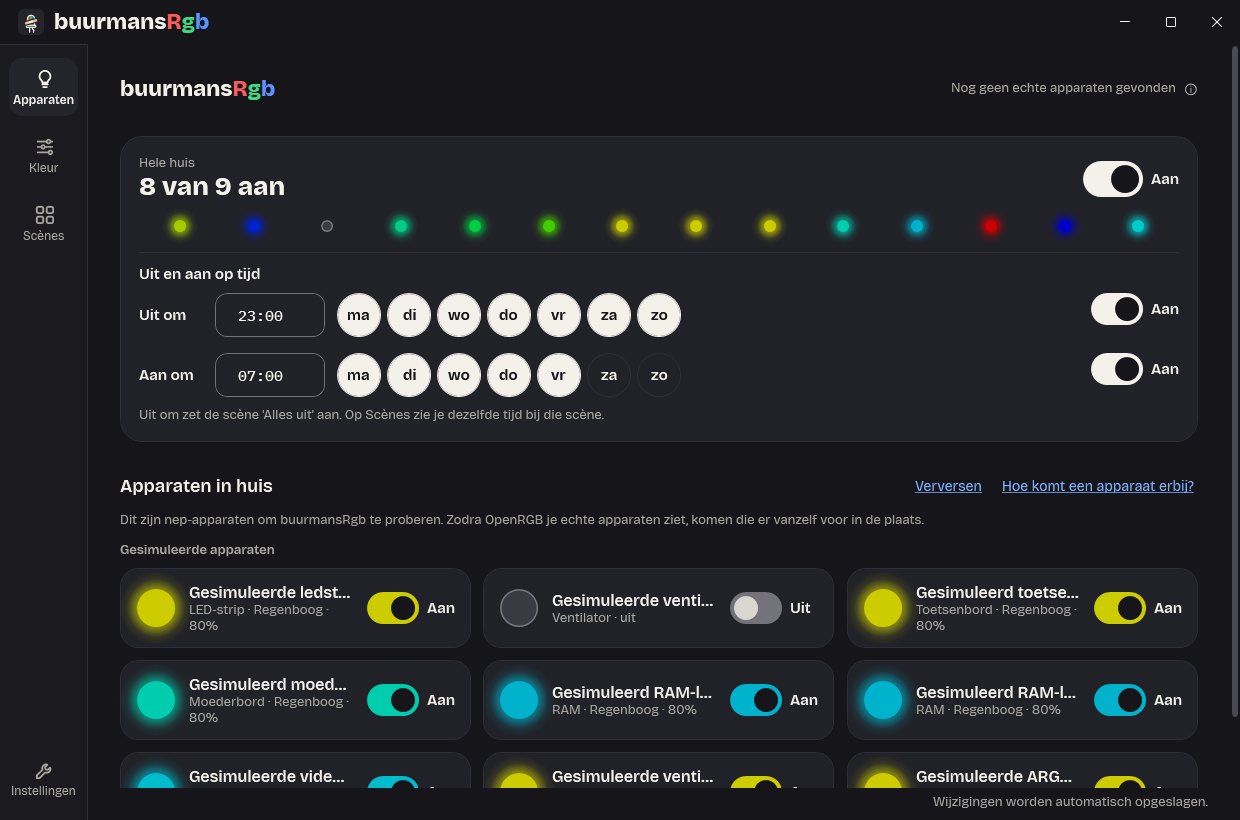 buurmansRgb
Apparaten
Kleur
Scènes
Instellingen
buurmansRgb
Nog geen echte apparaten gevonden
Hele huis
8 van 9 aan
Aan
Uit en aan op tijd
Uit om 23:00 ma di wo do vr za zo Aan
Aan om 07:00 ma di wo do vr za zo Aan
Uit om zet de scène 'Alles uit' aan. Op Scènes zie je dezelfde tijd bij die scène.
Apparaten in huis
Verversen Hoe komt een apparaat erbij?
Dit zijn nep-apparaten om buurmansRgb te proberen. Zodra OpenRGB je echte apparaten ziet, komen die er vanzelf voor in de plaats.
Gesimuleerde apparaten
Gesimuleerde ledst...
LED-strip · Regenboog ·
80%
Aan
Gesimuleerde venti...
Ventilator · uit
Uit
Gesimuleerd toetse...
Toetsenbord · Regenboog ·
80%
Aan
Gesimuleerd moed...
Moederbord · Regenboog ·
80%
Aan
Gesimuleerd RAM-l...
RAM · Regenboog · 80%
Aan
Gesimuleerd RAM-l...
RAM · Regenboog · 80%
Aan
Gesimuleerde vide...
Gesimuleerde venti...
Gesimuleerde ARG...
Wijzigingen worden automatisch opgeslagen.